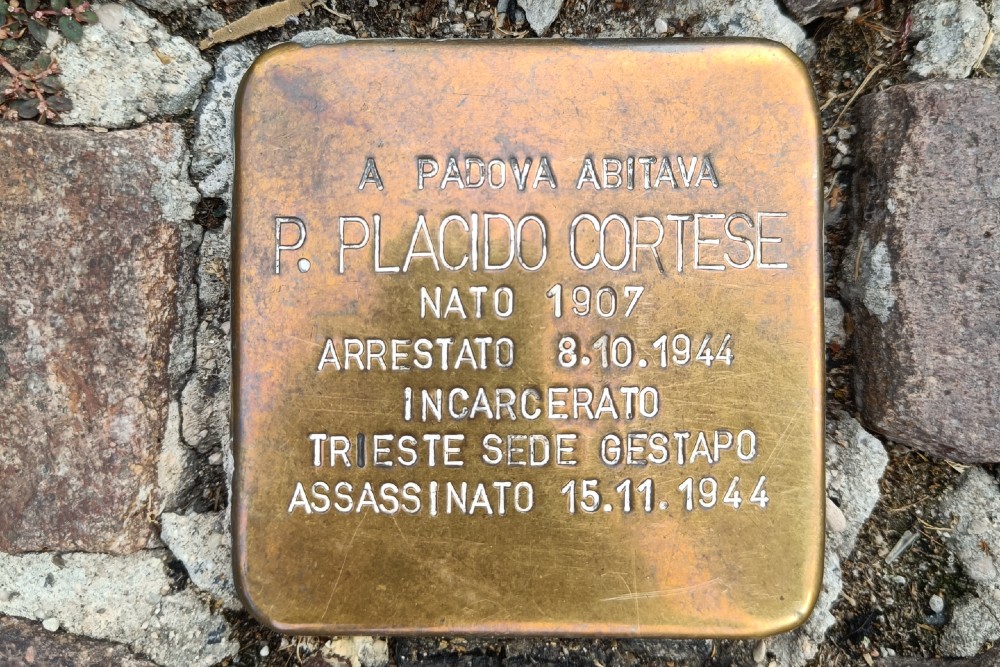 A PADOVA ABITAVA
P. PLACIDO CORTESE
NATO 1907
ARRESTATO 8.10.1944
INCARCERATO
TRIESTE SEDE GESTAPO
ASSASSINATO 15.11.1944